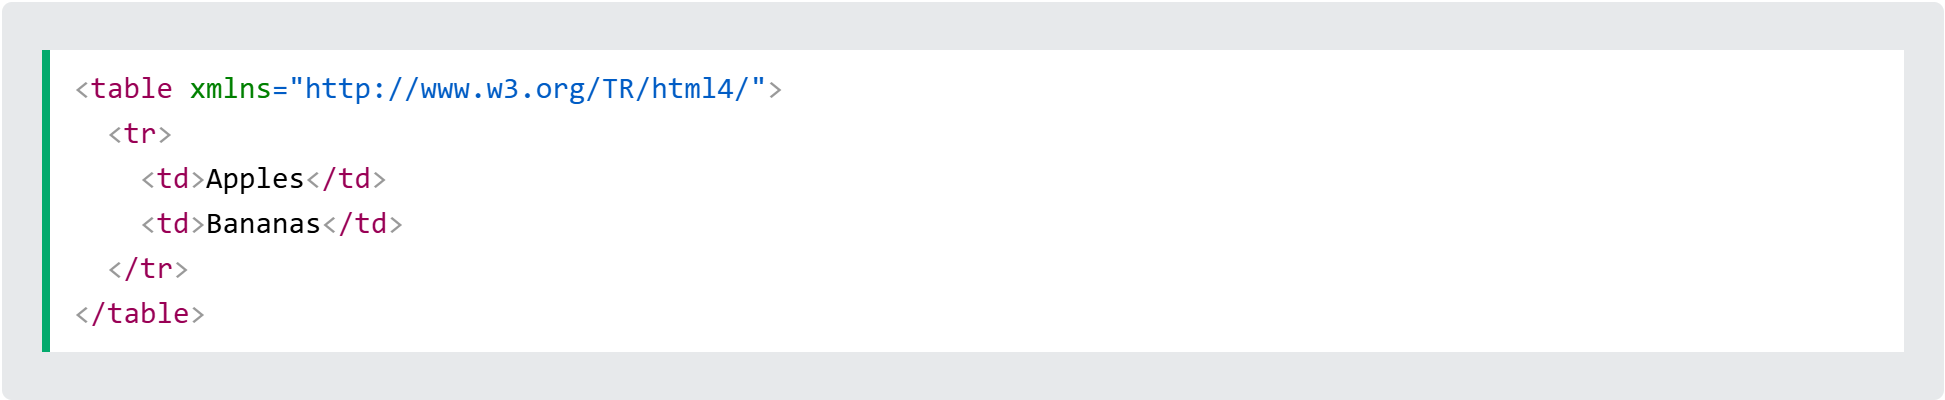 <table xmlns="http://www.w3.org/TR/html4/">
  <tr>
    <td>Apples</td>
    <td>Bananas</td>
  </tr>
</table>